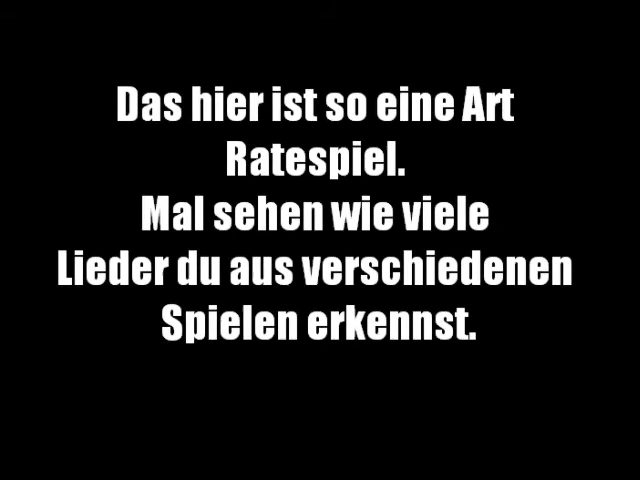 Das hier ist so eine Art
Ratespiel.
Mal sehen wie viele
Lieder du aus verschiedenen
Spielen erkennst.